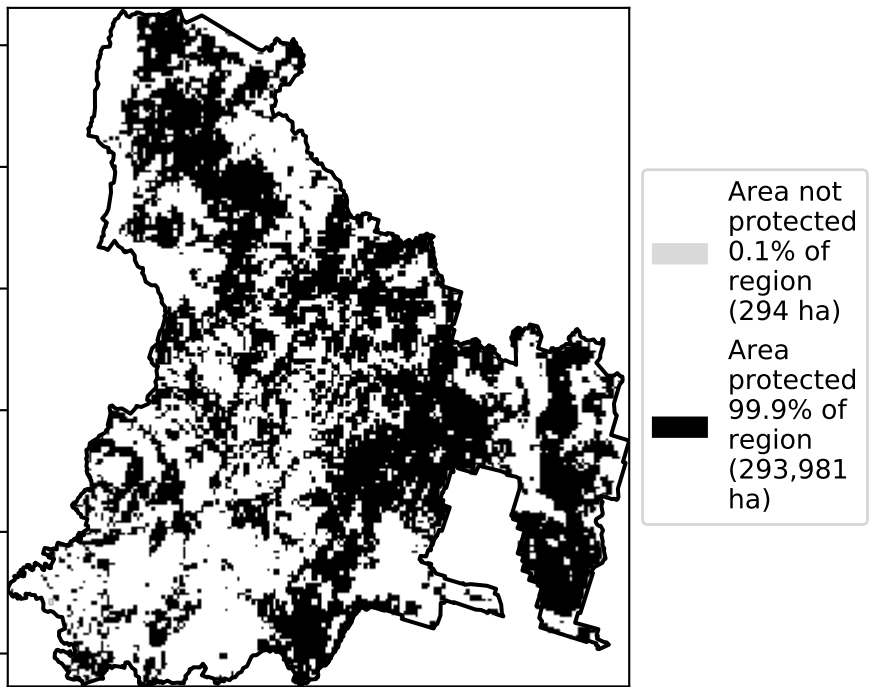 Area not
protected
0.1% of
region
(294 ha)
Area
protected
99.9% of
region
(293,981
ha)